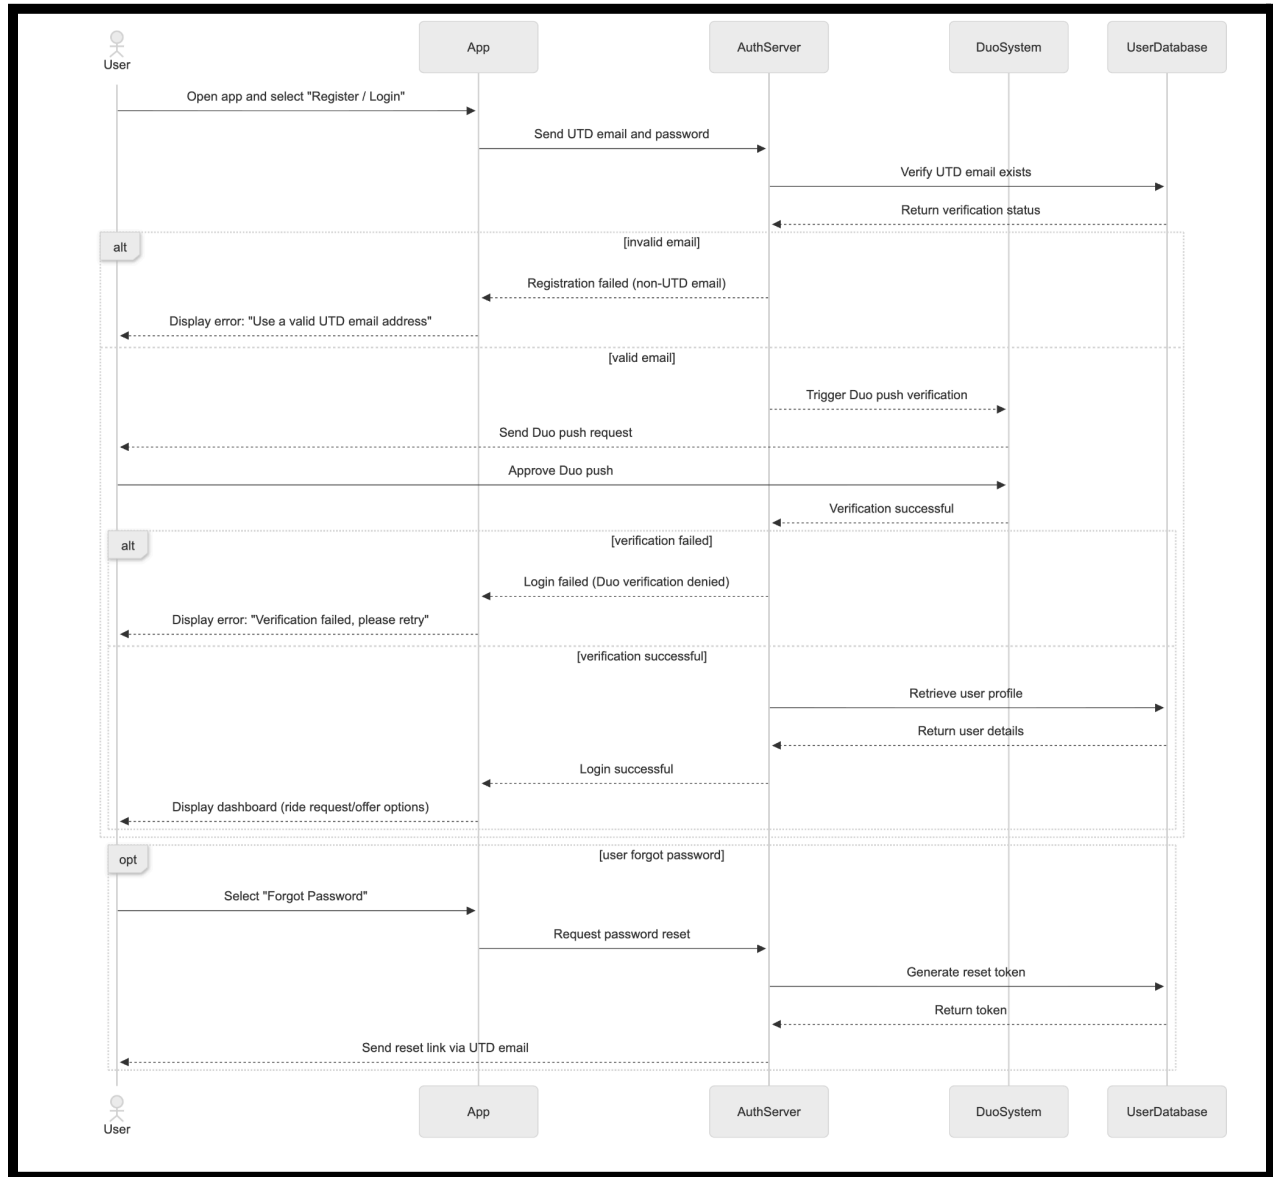 User
App
AuthServer
DuoSystem
UserDatabase
Open app and select "Register / Login"
Send UTD email and password
Verify UTD email exists
Return verification status
alt
[invalid email]
Registration failed (non-UTD email)
Display error: "Use a valid UTD email address"
[valid email]
Trigger Duo push verification
Send Duo push request
Approve Duo push
Verification successful
alt
[verification failed]
Login failed (Duo verification denied)
Display error: "Verification failed, please retry"
[verification successful]
Retrieve user profile
Return user details
Login successful
Display dashboard (ride request/offer options)
opt
[user forgot password]
Select "Forgot Password"
Request password reset
Generate reset token
Return token
Send reset link via UTD email
User
App
AuthServer
DuoSystem
UserDatabase